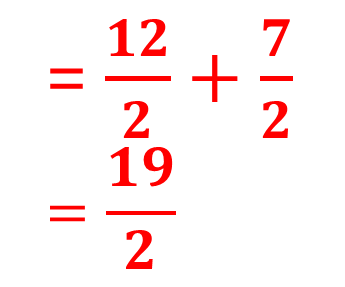 = 12/2 + 7/2
= 19/2